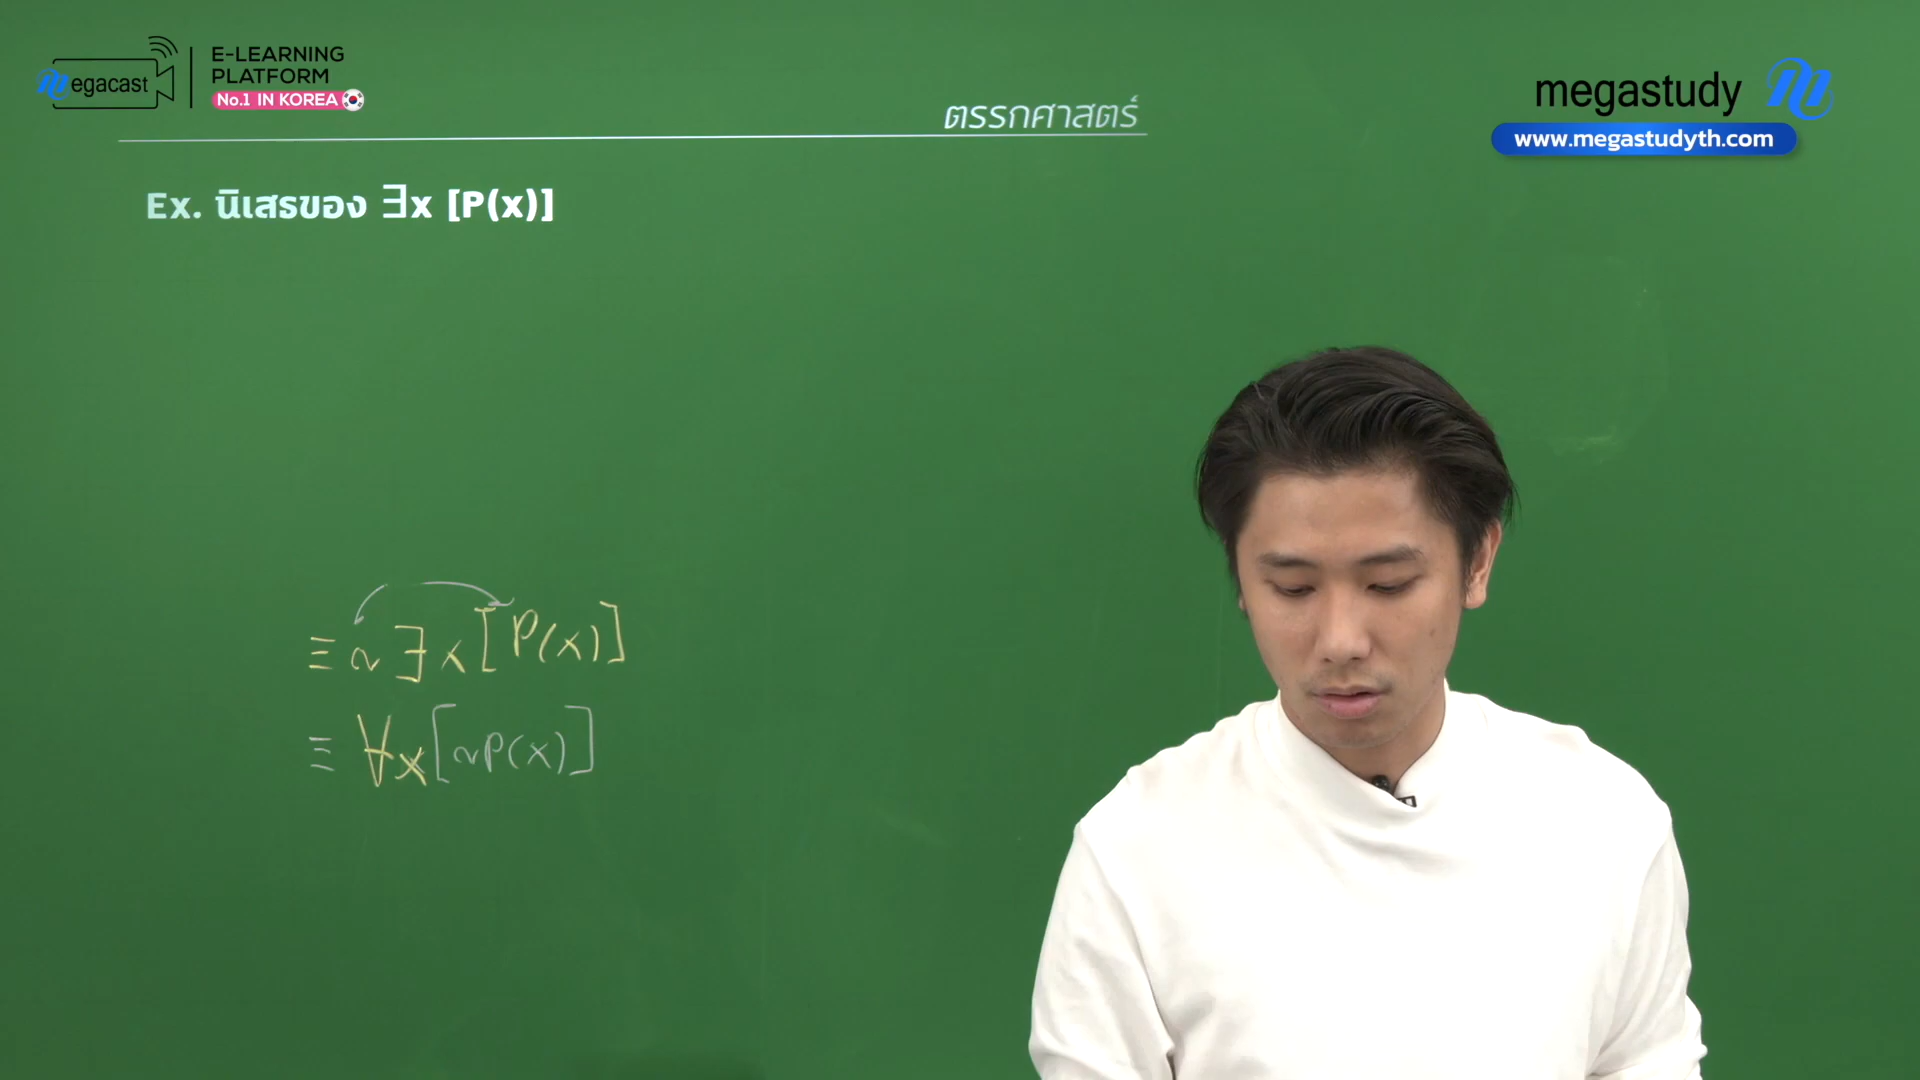 megacast
E-LEARNING
PLATFORM
No.1 IN KOREA
ตรรกศาสตร์
megastudy
www.megastudyth.com
Ex. นิเสธของ ∃x [P(x)]
≡ ~∃x[P(x)]
≡ ∀x[~P(x)]